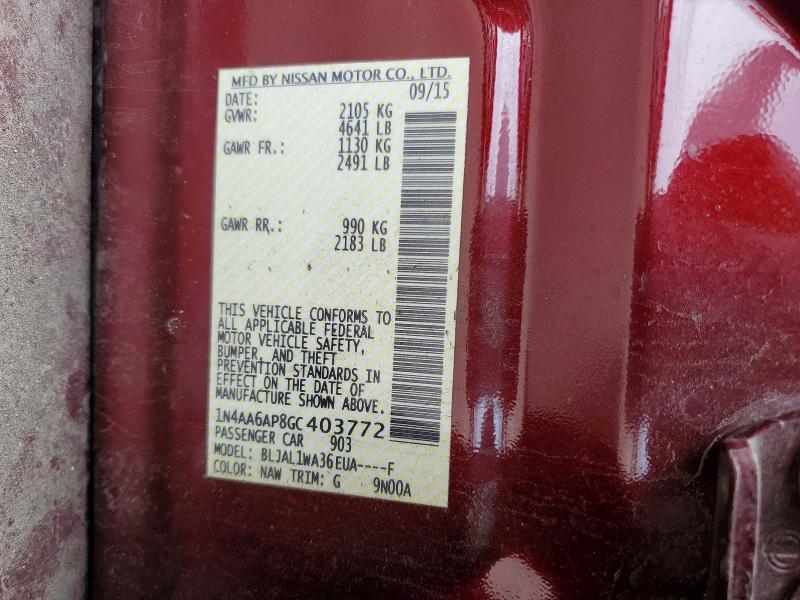 MFD BY NISSAN MOTOR CO., LTD.
DATE: 09/15
GVWR: 2105 KG
4641 LB
GAWR FR.: 1130 KG
2491 LB
GAWR RR.: 990 KG
2183 LB
THIS VEHICLE CONFORMS TO
ALL APPLICABLE FEDERAL
MOTOR VEHICLE SAFETY,
BUMPER, AND THEFT
PREVENTION STANDARDS IN
EFFECT ON THE DATE OF
MANUFACTURE SHOWN ABOVE.
1N4AA6AP8GC403772
PASSENGER CAR 903
MODEL: BLJAL1WA36EUA----F
COLOR: NAW TRIM: G 9N00A